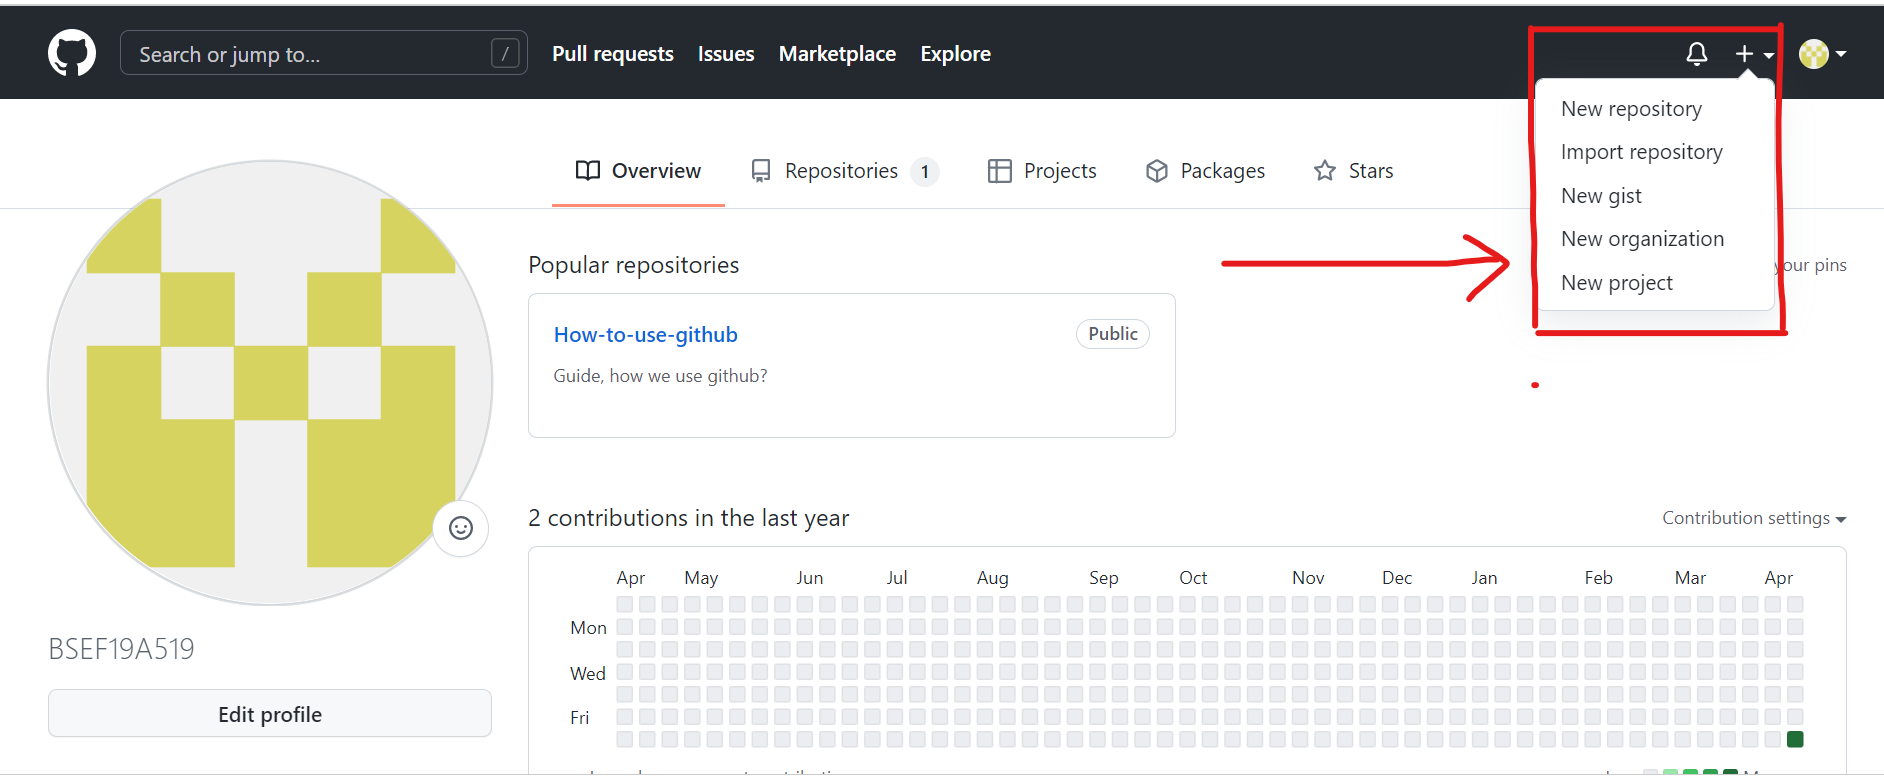 Search or jump to... / Pull requests Issues Marketplace Explore
New repository
Import repository
New gist
New organization
New project
Overview Repositories 1 Projects Packages Stars
Popular repositories
your pins
How-to-use-github Public
Guide, how we use github?
2 contributions in the last year
Contribution settings
Apr May Jun Jul Aug Sep Oct Nov Dec Jan Feb Mar Apr
Mon
Wed
Fri
BSEF19A519
Edit profile